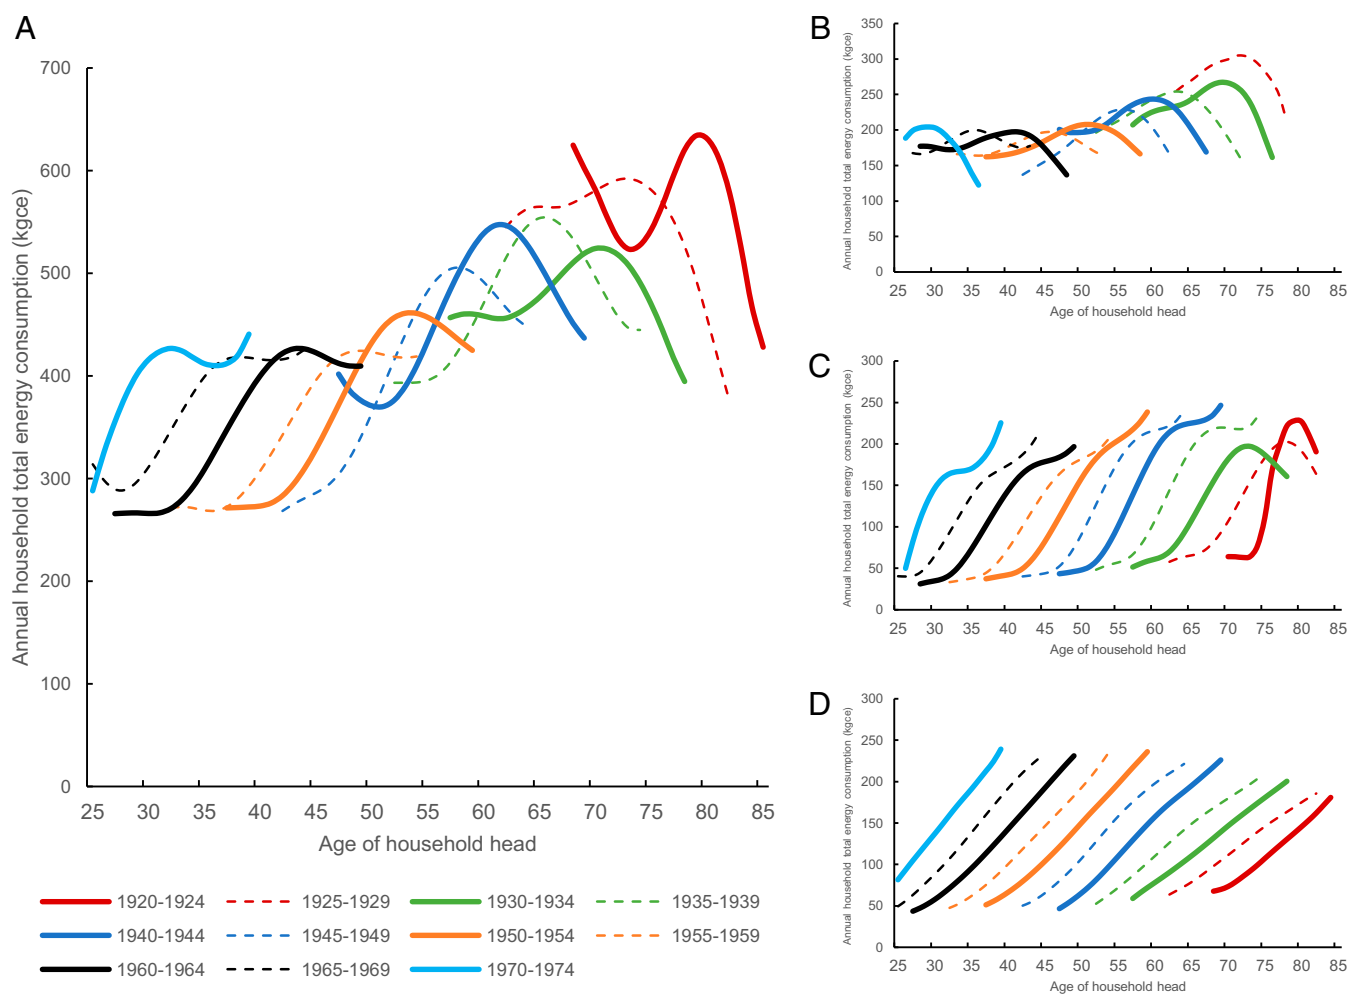 A
700
600
500
400
300
200
100
0
25 30 35 40 45 50 55 60 65 70 75 80 85
Annual household total energy consumption (kgce)
Age of household head
1920-1924 1925-1929 1930-1934 1935-1939
1940-1944 1945-1949 1950-1954 1955-1959
1960-1964 1965-1969 1970-1974
B
350
300
250
200
150
100
50
0
25 30 35 40 45 50 55 60 65 70 75 80 85
Annual household total energy consumption (kgce)
Age of household head
C
300
250
200
150
100
50
0
25 30 35 40 45 50 55 60 65 70 75 80 85
Annual household total energy consumption (kgce)
Age of household head
D
300
250
200
150
100
50
0
25 30 35 40 45 50 55 60 65 70 75 80 85
Annual household total energy consumption (kgce)
Age of household head